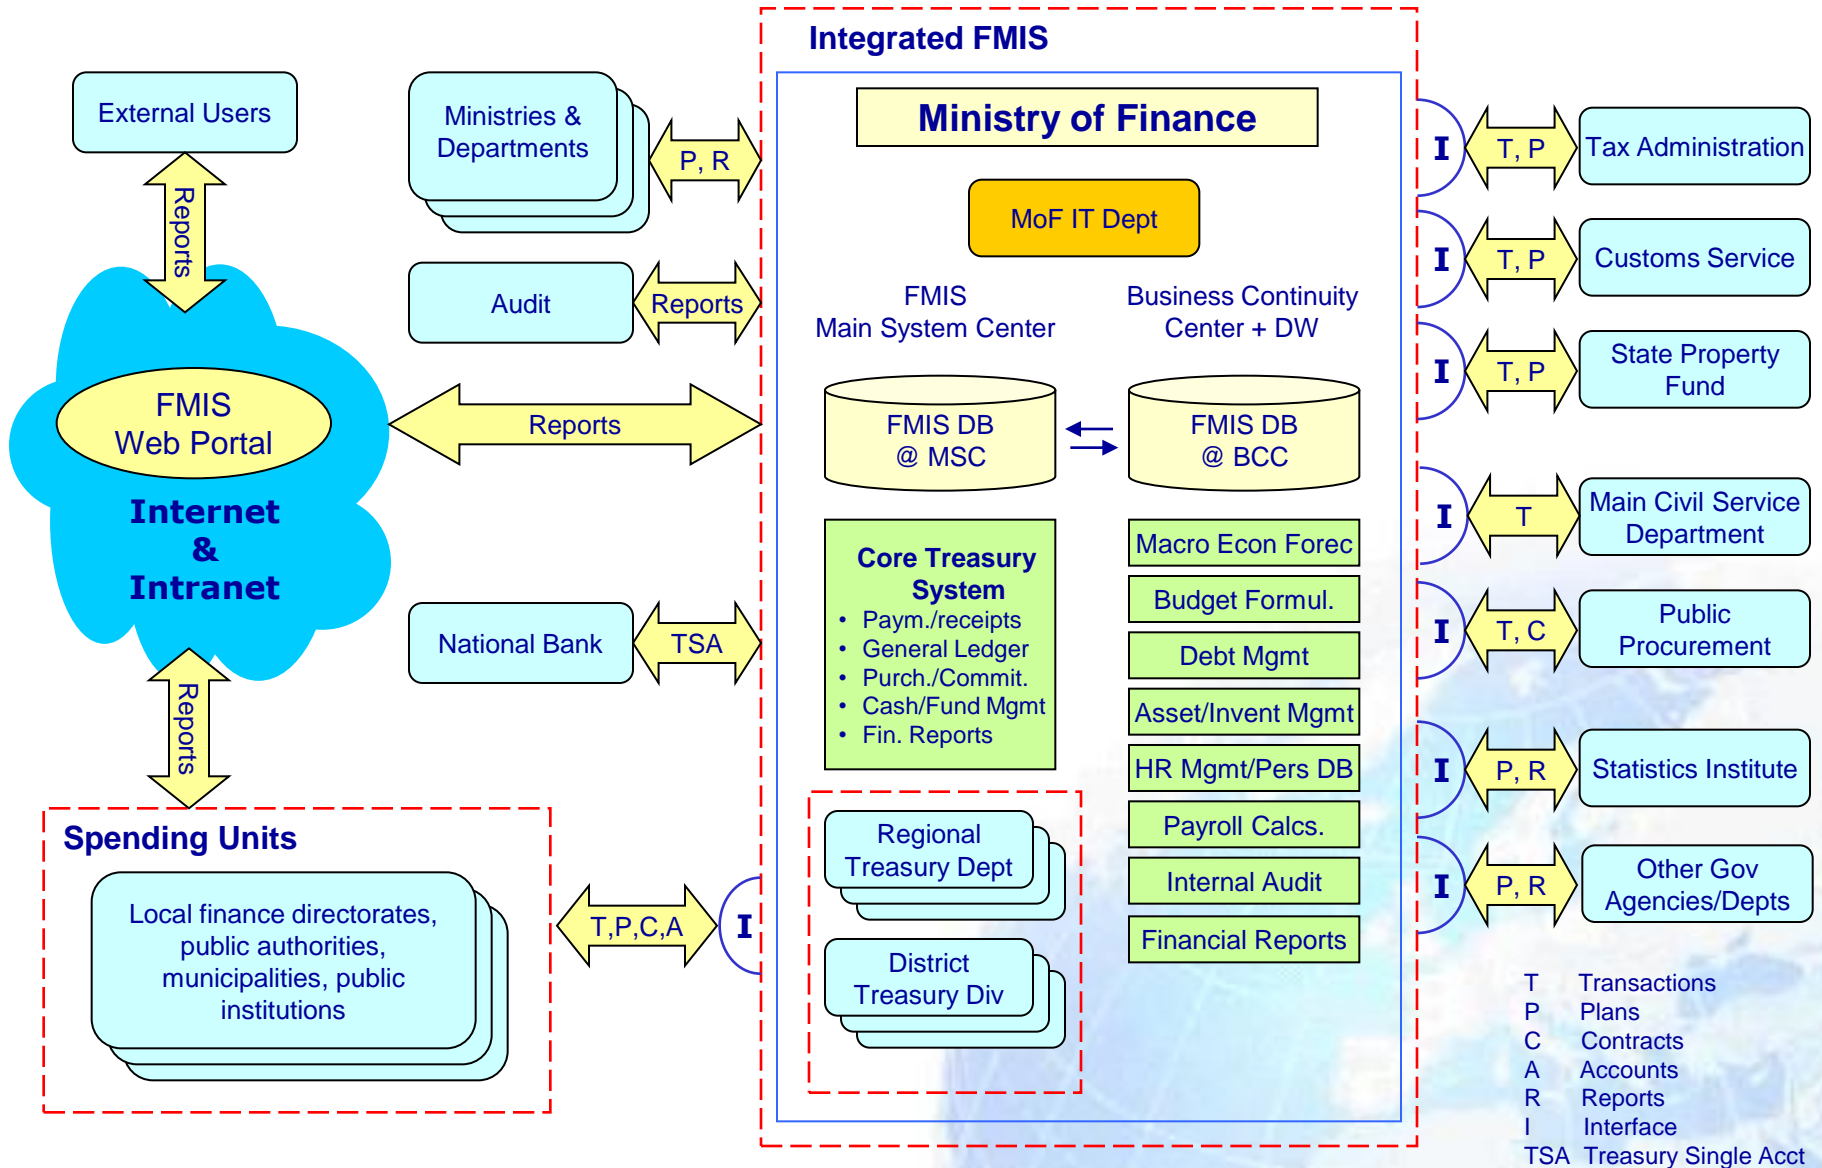 Integrated FMIS
External Users
Reports
FMIS
Web Portal
Internet
&
Intranet
Reports
Spending Units
Local finance directorates,
public authorities,
municipalities, public
institutions
Ministries &
Departments
P, R
Audit
Reports
Reports
National Bank
TSA
T,P,C,A
I
Ministry of Finance
MoF IT Dept
FMIS
Main System Center
Business Continuity
Center + DW
FMIS DB
@ MSC
FMIS DB
@ BCC
Core Treasury
System
• Paym./receipts
• General Ledger
• Purch./Commit.
• Cash/Fund Mgmt
• Fin. Reports
Regional
Treasury Dept
District
Treasury Div
Macro Econ Forec
Budget Formul.
Debt Mgmt
Asset/Invent Mgmt
HR Mgmt/Pers DB
Payroll Calcs.
Internal Audit
Financial Reports
I
T, P
Tax Administration
I
T, P
Customs Service
I
T, P
State Property
Fund
I
T
Main Civil Service
Department
I
T, C
Public
Procurement
I
P, R
Statistics Institute
I
P, R
Other Gov
Agencies/Depts
T Transactions
P Plans
C Contracts
A Accounts
R Reports
I Interface
TSA Treasury Single Acct